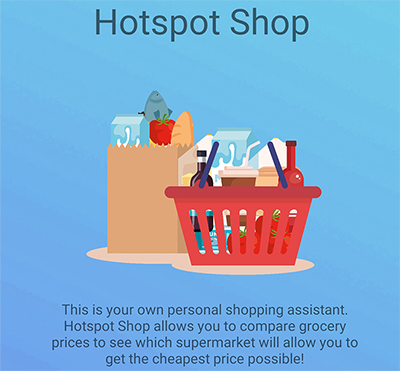 Hotspot Shop
This is your own personal shopping assistant.
Hotspot Shop allows you to compare grocery
prices to see which supermarket will allow you to
get the cheapest price possible!